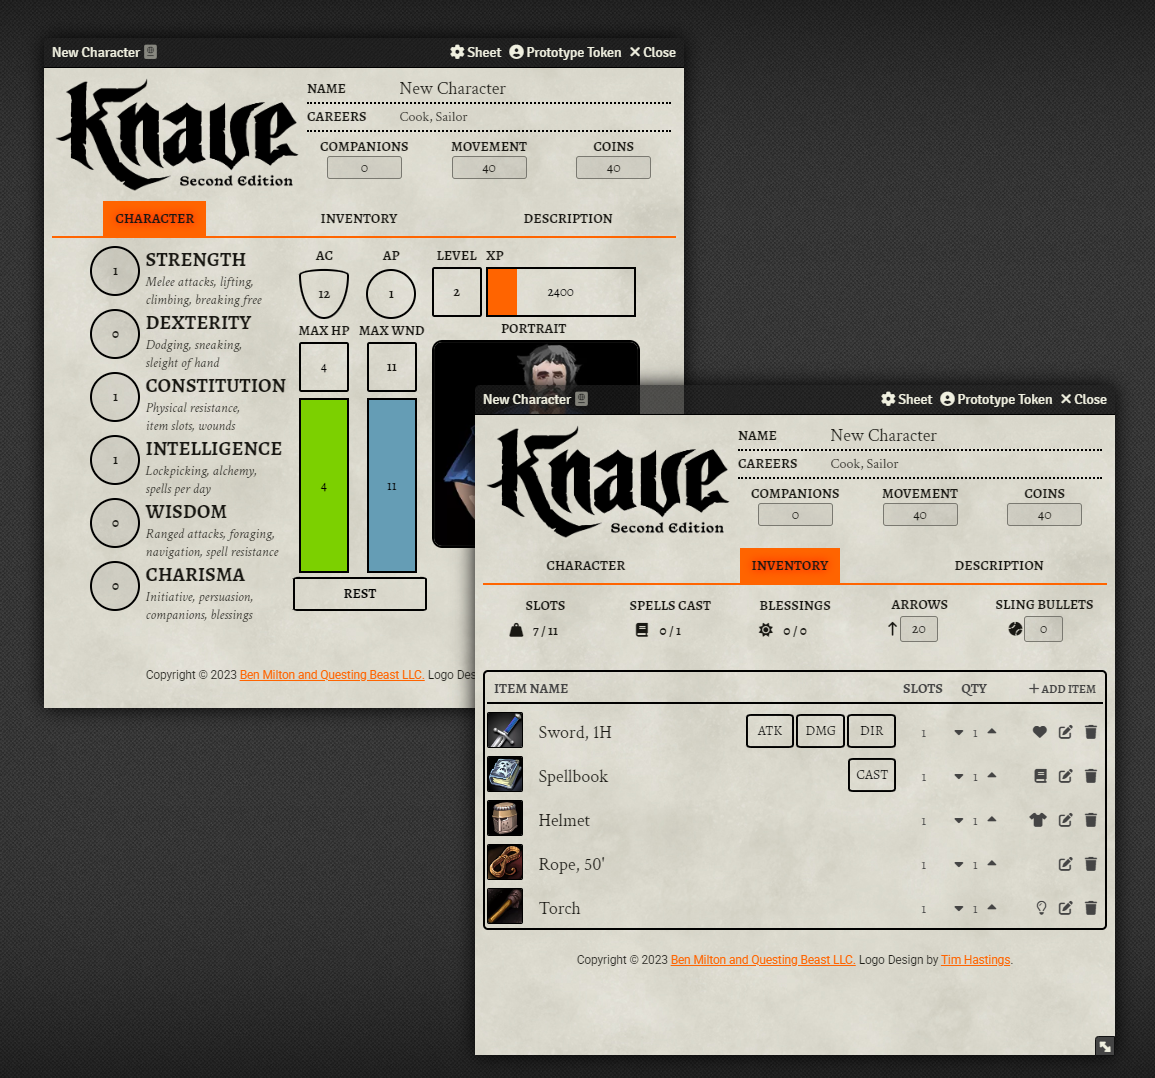 New Character Sheet Prototype Token Close
Knave
Second Edition
NAME New Character
CAREERS Cook, Sailor
COMPANIONS MOVEMENT COINS
0 40 40
CHARACTER INVENTORY DESCRIPTION
1 STRENGTH
Melee attacks, lifting,
climbing, breaking free
0 DEXTERITY
Dodging, sneaking,
sleight of hand
1 CONSTITUTION
Physical resistance,
item slots, wounds
1 INTELLIGENCE
Lockpicking, alchemy,
spells per day
0 WISDOM
Ranged attacks, foraging,
navigation, spell resistance
0 CHARISMA
Initiative, persuasion,
companions, blessings
AC AP LEVEL XP
12 1 2 2400
MAX HP MAX WND PORTRAIT
4 11
4 11
REST
Copyright © 2023 Ben Milton and Questing Beast LLC. Logo Des
New Character Sheet Prototype Token Close
Knave
Second Edition
NAME New Character
CAREERS Cook, Sailor
COMPANIONS MOVEMENT COINS
0 40 40
CHARACTER INVENTORY DESCRIPTION
SLOTS SPELLS CAST BLESSINGS ARROWS SLING BULLETS
7 / 11 0 / 1 0 / 0 20 0
ITEM NAME SLOTS QTY + ADD ITEM
Sword, 1H ATK DMG DIR 1 1
Spellbook CAST 1 1
Helmet 1 1
Rope, 50' 1 1
Torch 1 1
Copyright © 2023 Ben Milton and Questing Beast LLC. Logo Design by Tim Hastings.